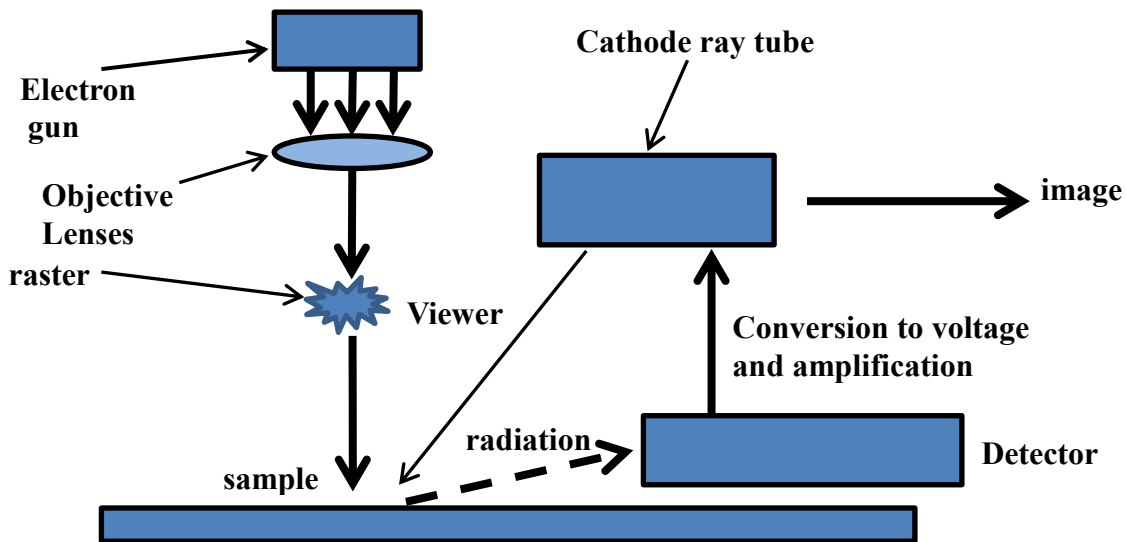 Cathode ray tube
Electron
gun
Objective
Lenses
image
raster
Viewer
Conversion to voltage
and amplification
radiation
Detector
sample